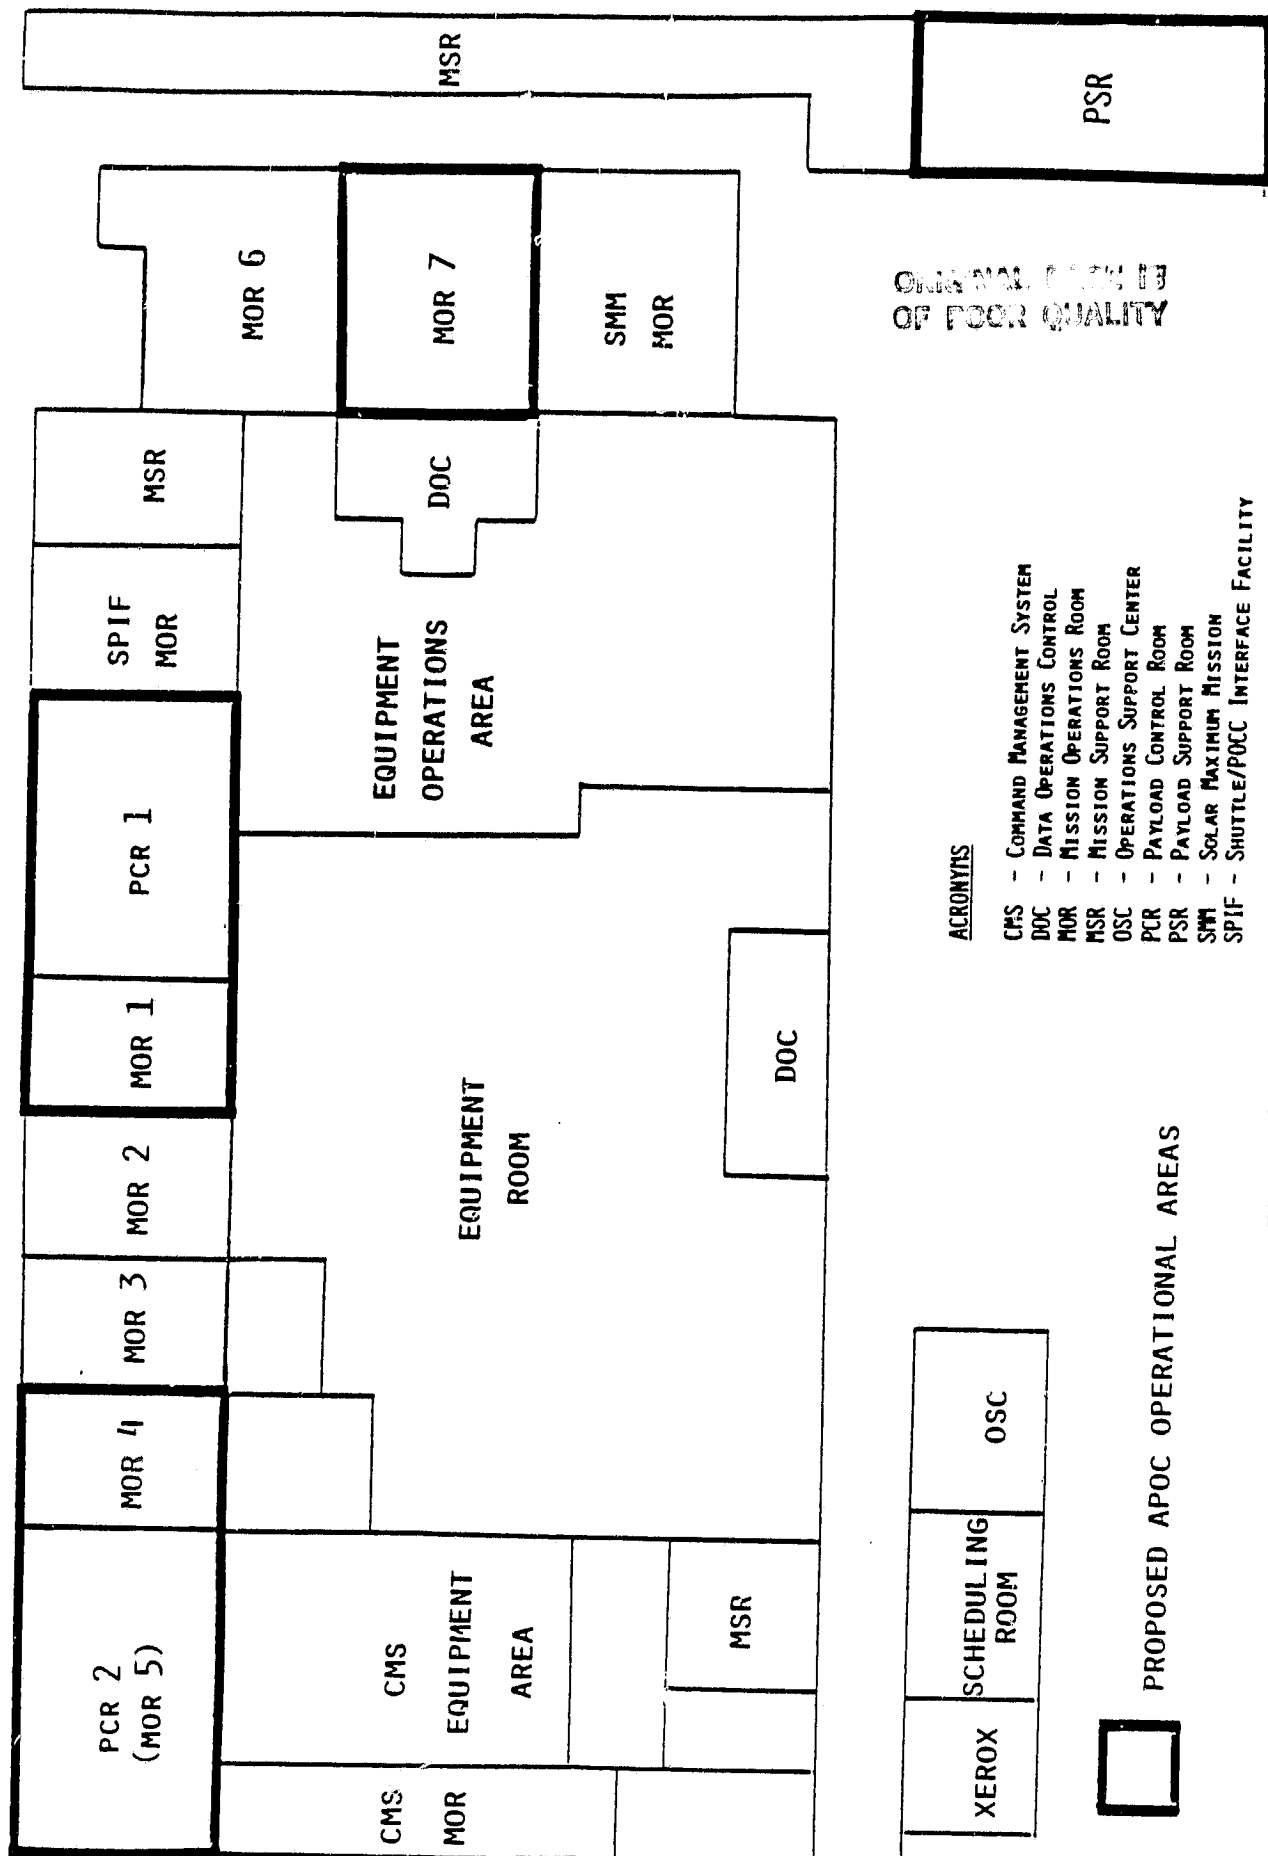 PCR 2
(MOR 5)
MOR 4
MOR 3
MOR 2
MOR 1
PCR 1
SPIF
MOR
MSR
MOR 6
MOR 7
SMM
MOR
MSR
PSR
CMS
MOR
CMS
EQUIPMENT
AREA
MSR
EQUIPMENT
ROOM
DOC
EQUIPMENT
OPERATIONS
AREA
DOC
XEROX
SCHEDULING
ROOM
OSC
PROPOSED APOC OPERATIONAL AREAS
ACRONYMS
CMS - COMMAND MANAGEMENT SYSTEM
DOC - DATA OPERATIONS CONTROL
MOR - MISSION OPERATIONS ROOM
MSR - MISSION SUPPORT ROOM
OSC - OPERATIONS SUPPORT CENTER
PCR - PAYLOAD CONTROL ROOM
PSR - PAYLOAD SUPPORT ROOM
SMM - SOLAR MAXIMUM MISSION
SPIF - SHUTTLE/POCC INTERFACE FACILITY
ORIGINAL PAGE IS
OF POOR QUALITY